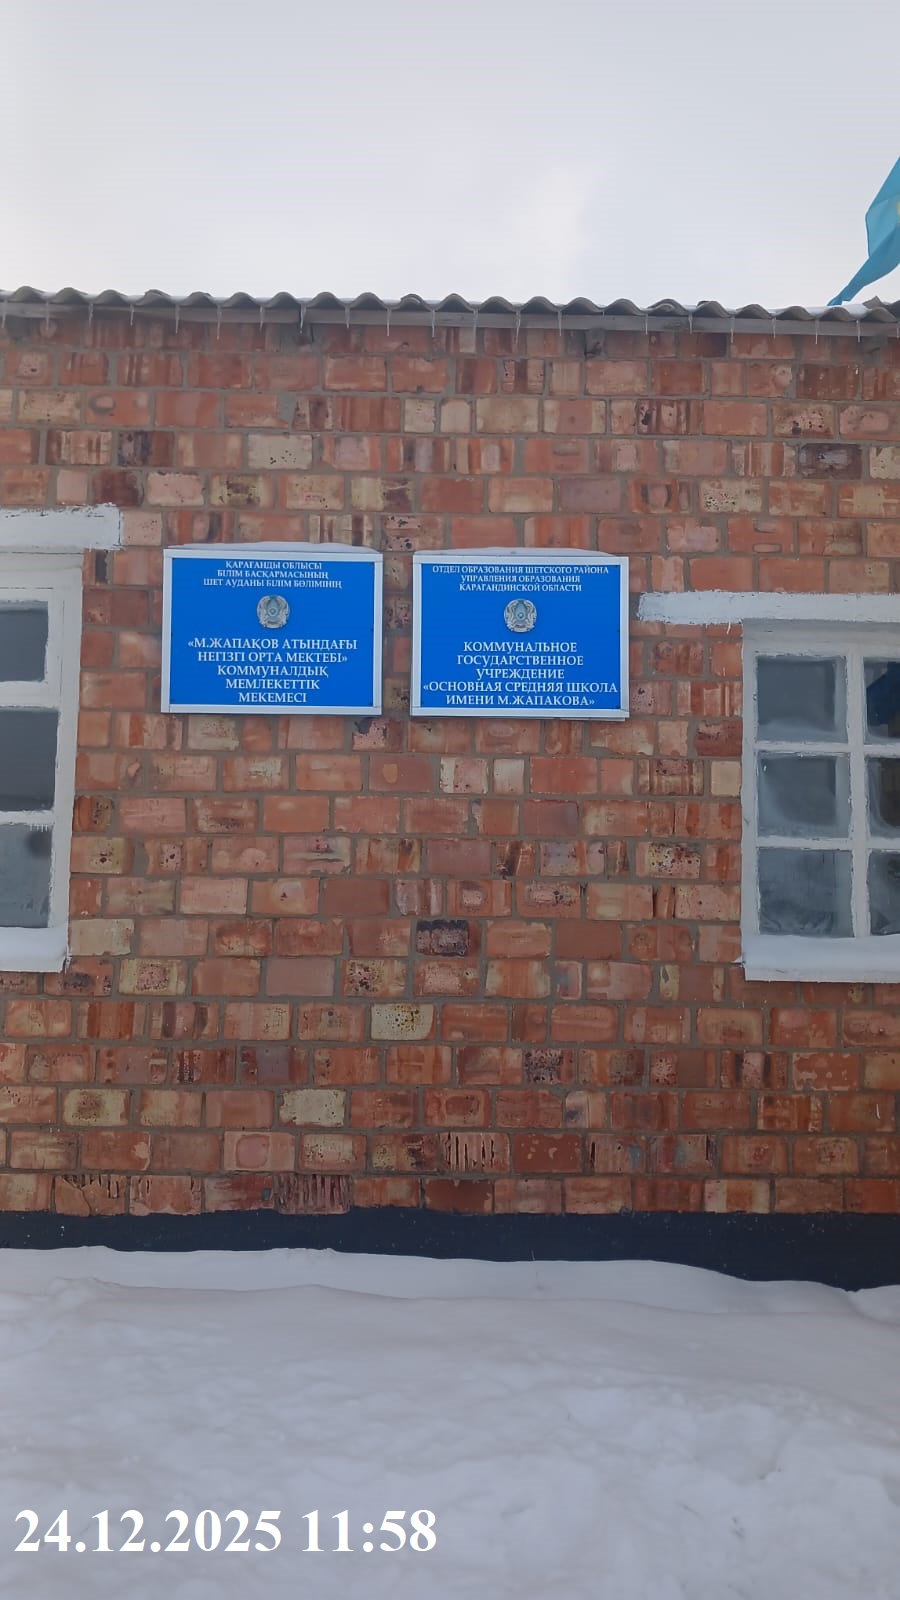 ҚАРАҒАНДЫ ОБЛЫСЫ
БІЛІМ БАСҚАРМАСЫНЫҢ
ШЕТ АУДАНЫ БІЛІМ БӨЛІМІНІҢ
«М.ЖАПАҚОВ АТЫНДАҒЫ
НЕГІЗГІ ОРТА МЕКТЕБІ»
КОММУНАЛДЫҚ
МЕМЛЕКЕТТІК
МЕКЕМЕСІ
ОТДЕЛ ОБРАЗОВАНИЯ ШЕТСКОГО РАЙОНА
УПРАВЛЕНИЯ ОБРАЗОВАНИЯ
КАРАГАНДИНСКОЙ ОБЛАСТИ
КОММУНАЛЬНОЕ
ГОСУДАРСТВЕННОЕ
УЧРЕЖДЕНИЕ
«ОСНОВНАЯ СРЕДНЯЯ ШКОЛА
ИМЕНИ М.ЖАПАКОВА»
24.12.2025 11:58